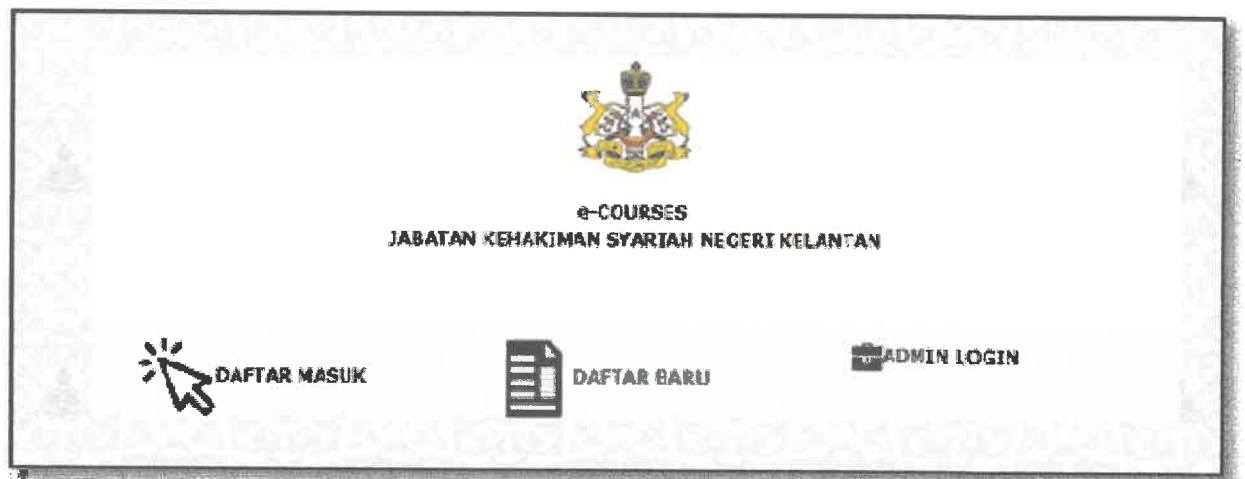 e-COURSES
JABATAN KEHAKIMAN SYARIAH NEGERI KELANTAN
DAFTAR MASUK
DAFTAR BARU
ADMIN LOGIN